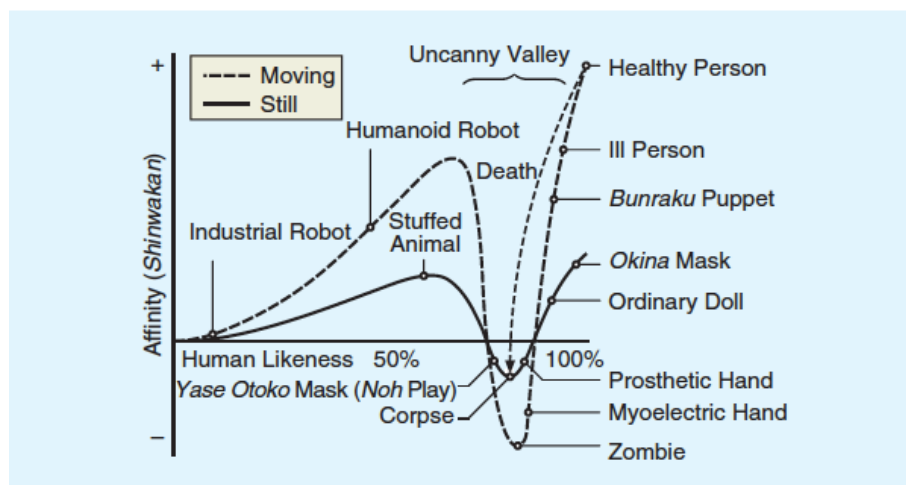 Uncanny Valley
+
Moving
Still
Healthy Person
Humanoid Robot
Ill Person
Death
Bunraku Puppet
Affinity (Shinwakan)
Industrial Robot
Stuffed
Animal
Okina Mask
Ordinary Doll
Human Likeness 50%
100%
Yase Otoko Mask (Noh Play)
Prosthetic Hand
Corpse
Myoelectric Hand
–
Zombie